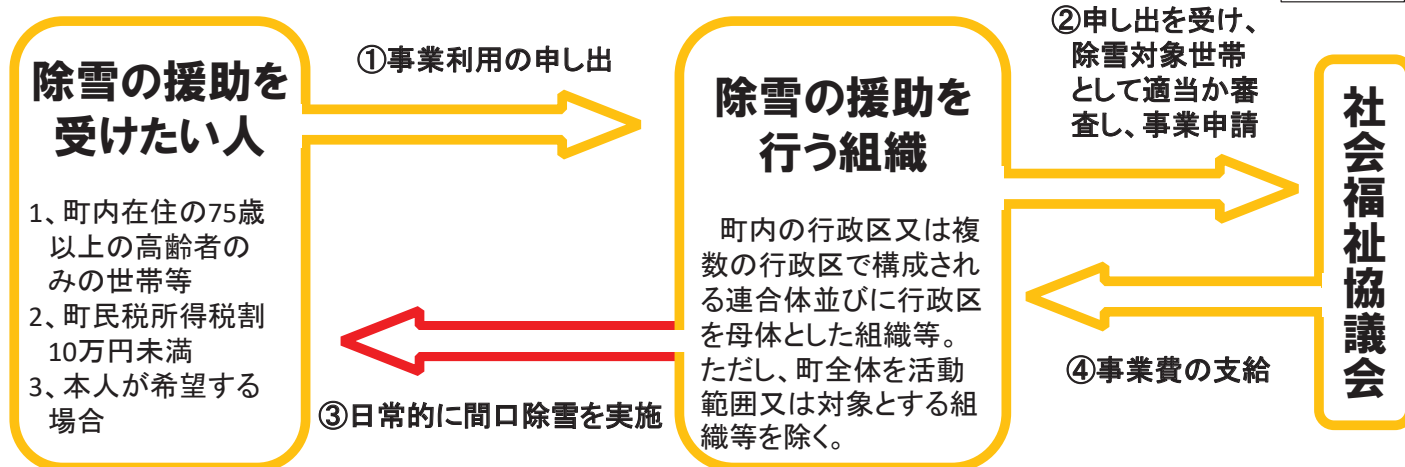 除雪の援助を
受けたい人
1、町内在住の75歳
以上の高齢者の
みの世帯等
2、町民税所得税割
10万円未満
3、本人が希望する
場合
①事業利用の申し出
③日常的に間口除雪を実施
除雪の援助を
行う組織
町内の行政区又は複
数の行政区で構成され
る連合体並びに行政区
を母体とした組織等。
ただし、町全体を活動
範囲又は対象とする組
織等を除く。
②申し出を受け、
除雪対象世帯
として適当か審
査し、事業申請
④事業費の支給
社会福祉協議会